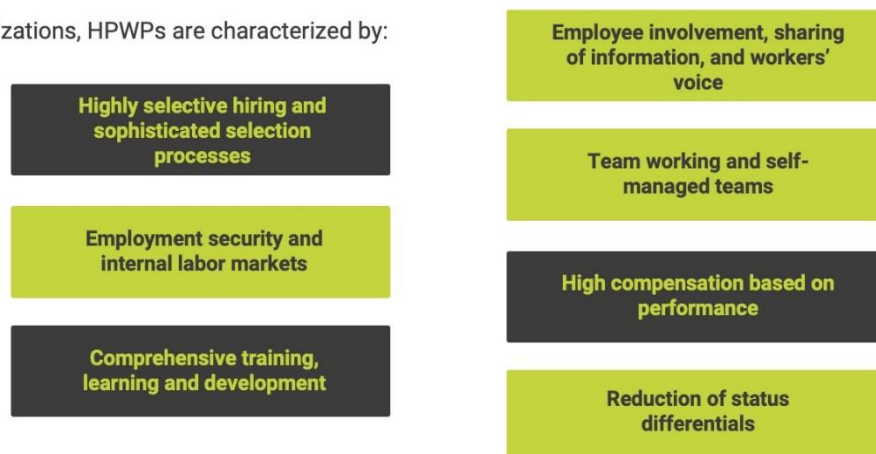 zations, HPWPs are characterized by:
Highly selective hiring and
sophisticated selection
processes
Employment security and
internal labor markets
Comprehensive training,
learning and development
Employee involvement, sharing
of information, and workers’
voice
Team working and self-
managed teams
High compensation based on
performance
Reduction of status
differentials